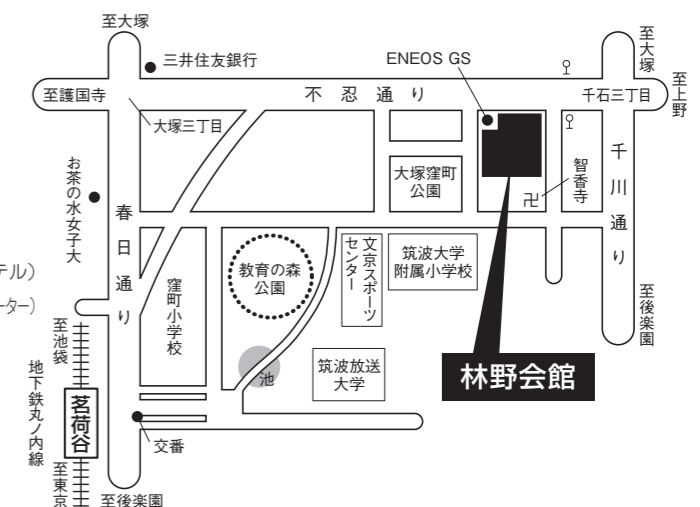 至大塚
三井住友銀行
ENEOS GS
至大塚
至護国寺
不忍通り
千石三丁目
至上野
大塚三丁目
お茶の水女子大
春日通り
大塚窪町
公園
卍
智香寺
千川通り
テル)
ーター)
窪町小学校
教育の森
公園
文京スポーツ
センター
筑波大学
附属小学校
至後楽園
至池袋
地下鉄丸ノ内線
茗荷谷
池
筑波放送
大学
林野会館
交番
至東京
至後楽園